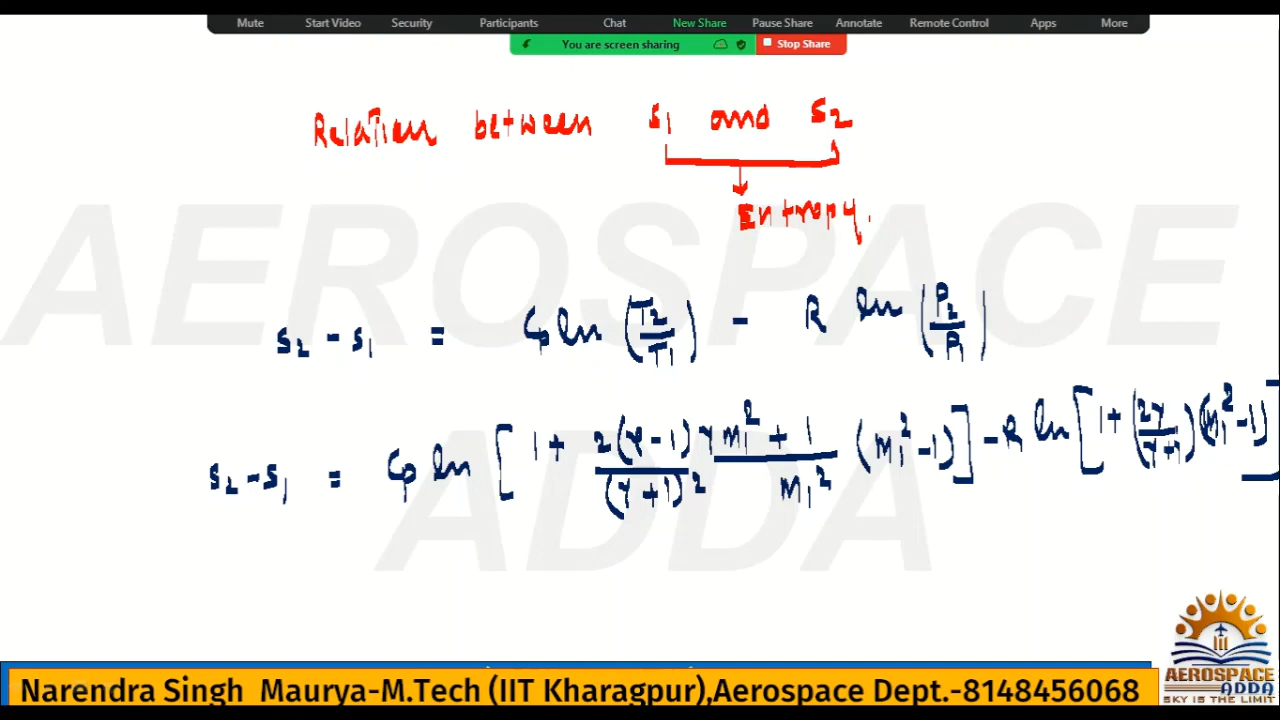 Mute Start Video Security Participants Chat New Share Pause Share Annotate Remote Control Apps More
You are screen sharing Stop Share
Relation between s1 and s2
Entropy.
s2 - s1 = Cp ln (T2/T1) - R ln (P2/P1)
s2 - s1 = Cp ln [1 + 2(γ-1)/(γ+1)² γM1² + 1/M1² (M1² - 1)] - R ln [1 + (2γ/γ+1)(M1² - 1)]
AEROSPACE
ADDA
Narendra Singh Maurya-M.Tech (IIT Kharagpur),Aerospace Dept.-8148456068
AEROSPACE
ADDA
SKY IS THE LIMIT